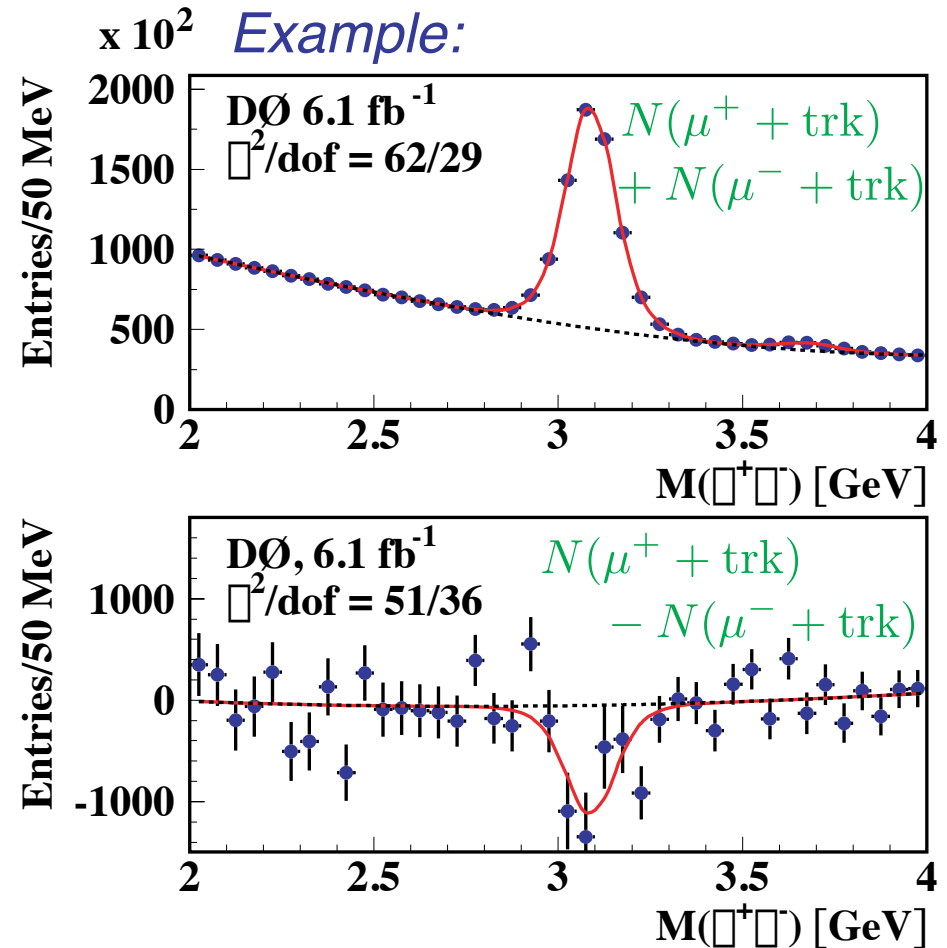 x 10² Example:
Entries/50 MeV
2000
1500
1000
500
0
DØ 6.1 fb⁻¹
□²/dof = 62/29
N(μ⁺ + trk)
+ N(μ⁻ + trk)
2 2.5 3 3.5 4
M(□⁺□⁻) [GeV]
Entries/50 MeV
1000
0
-1000
DØ, 6.1 fb⁻¹
□²/dof = 51/36
N(μ⁺ + trk)
− N(μ⁻ + trk)
2 2.5 3 3.5 4
M(□⁺□⁻) [GeV]